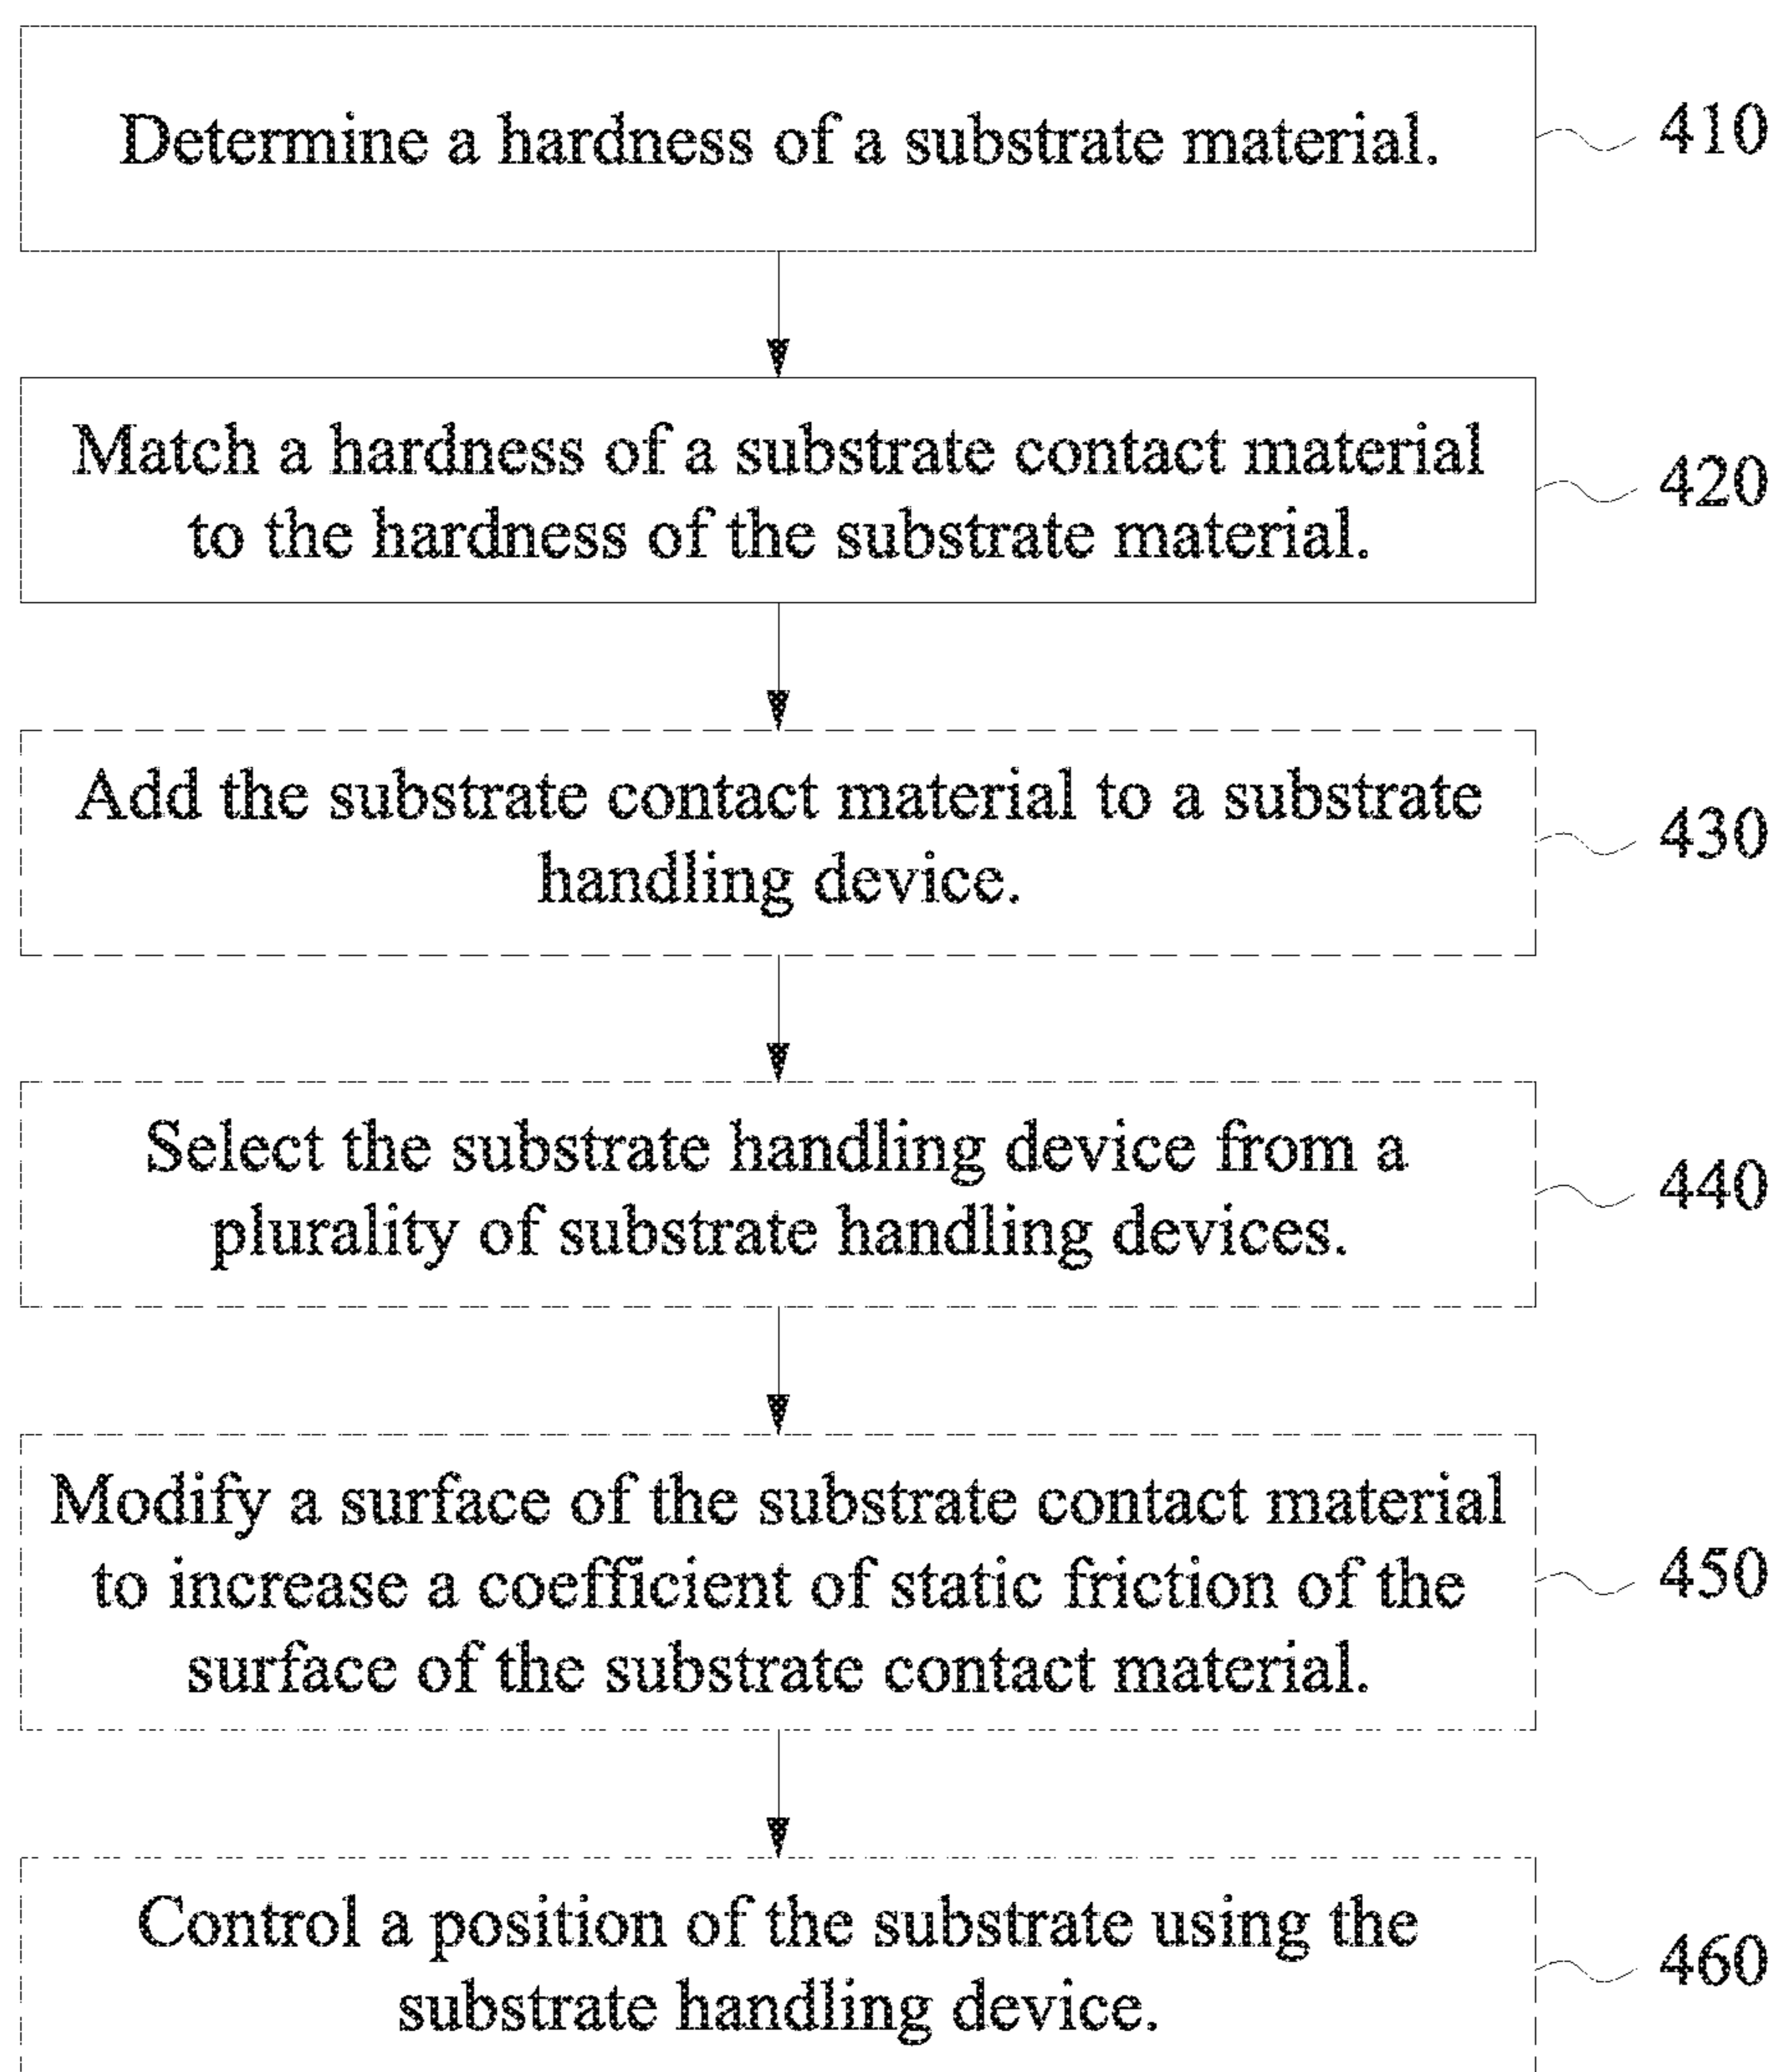 Determine a hardness of a substrate material.
410
Match a hardness of a substrate contact material
to the hardness of the substrate material.
420
Add the substrate contact material to a substrate
handling device.
430
Select the substrate handling device from a
plurality of substrate handling devices.
440
Modify a surface of the substrate contact material
to increase a coefficient of static friction of the
surface of the substrate contact material.
450
Control a position of the substrate using the
substrate handling device.
460